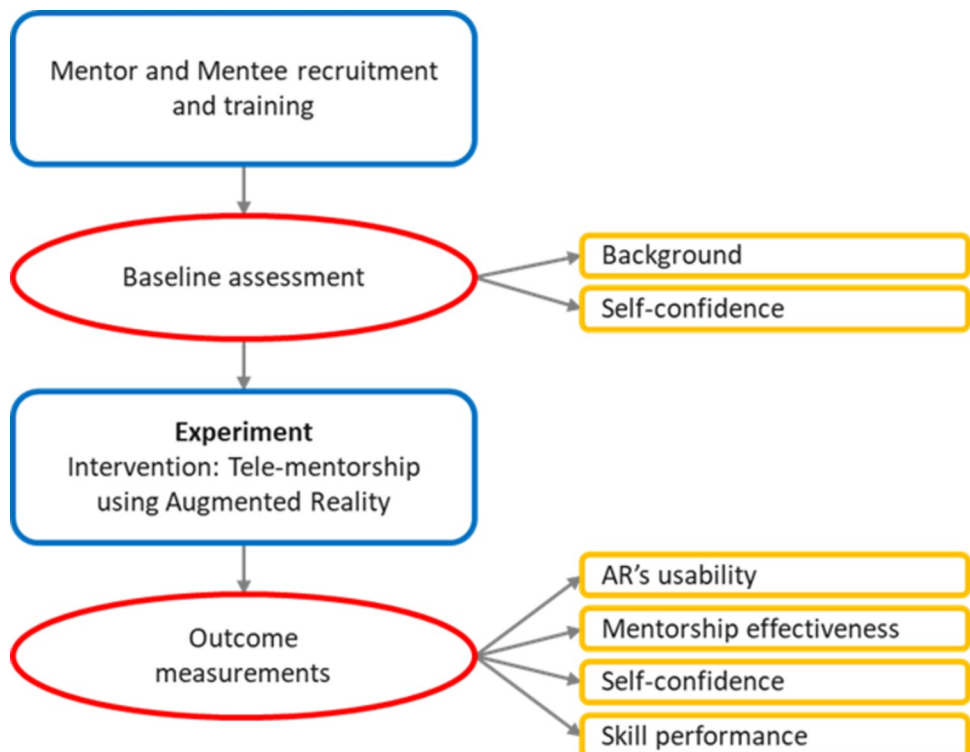 Mentor and Mentee recruitment
and training
Baseline assessment
Background
Self-confidence
Experiment
Intervention: Tele-mentorship
using Augmented Reality
Outcome
measurements
AR's usability
Mentorship effectiveness
Self-confidence
Skill performance